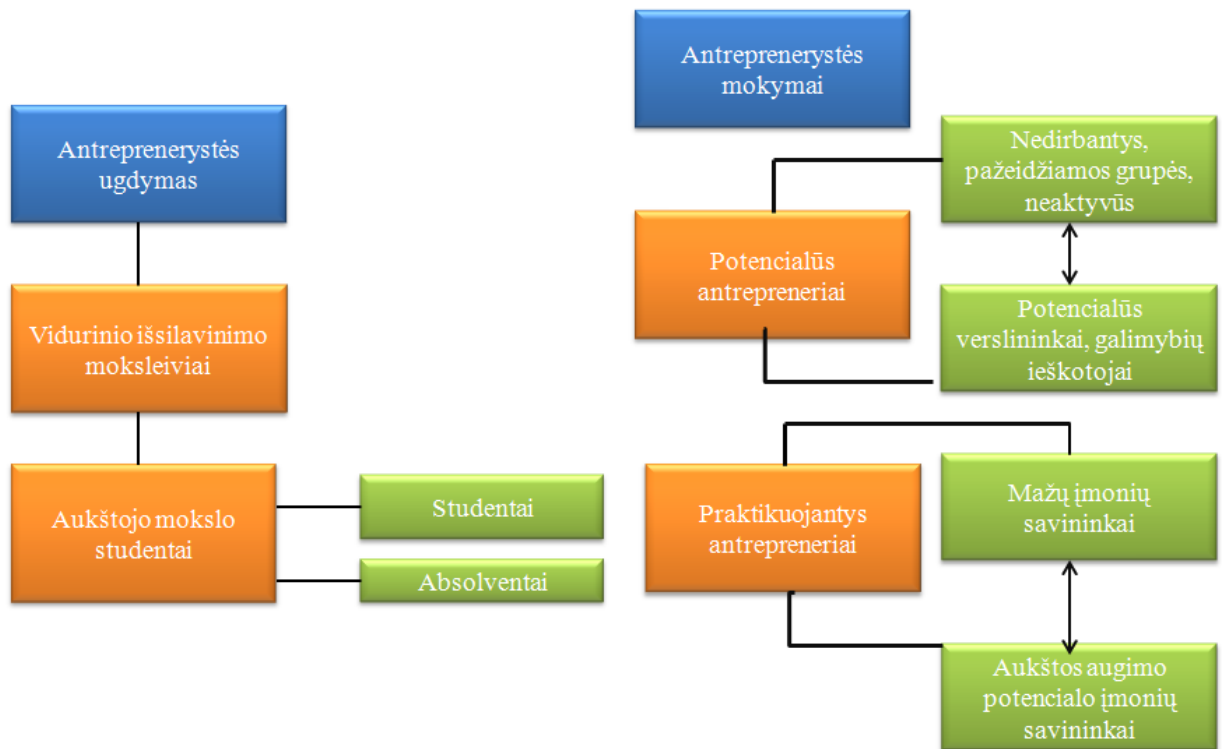 Antreprenerystės
ugdymas
Vidurinio išsilavinimo
moksleiviai
Aukštojo mokslo
studentai
Studentai
Absolventai
Antreprenerystės
mokymai
Potencialūs
antrepreneriai
Nedirbantys,
pažeidžiamos grupės,
neaktyvūs
Potencialūs
verslininkai, galimybių
ieškotojai
Praktikuojantys
antrepreneriai
Mažų įmonių
savininkai
Aukštos augimo
potencialo įmonių
savininkai